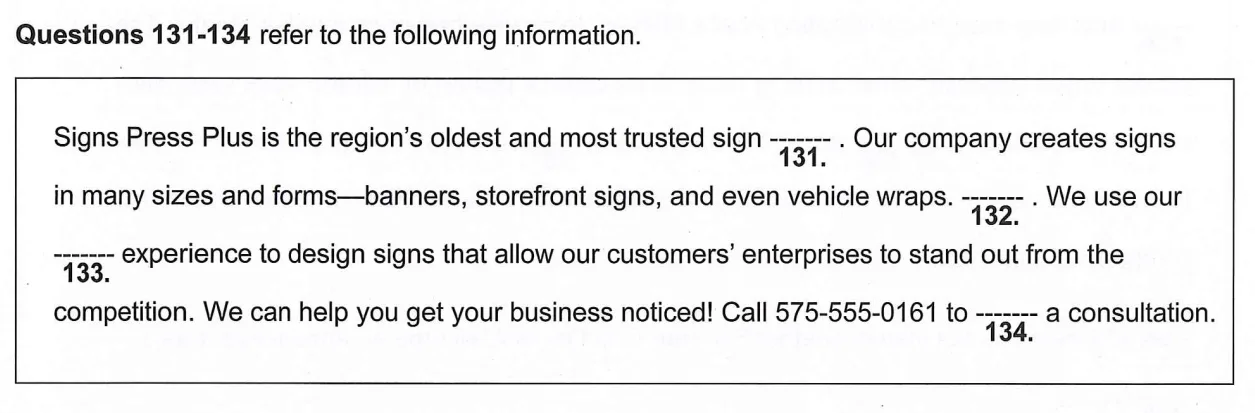 Questions 131-134 refer to the following information.
Signs Press Plus is the region's oldest and most trusted sign ------- . Our company creates signs
131.
in many sizes and forms—banners, storefront signs, and even vehicle wraps. ------- . We use our
132.
------- experience to design signs that allow our customers' enterprises to stand out from the
133.
competition. We can help you get your business noticed! Call 575-555-0161 to ------- a consultation.
134.